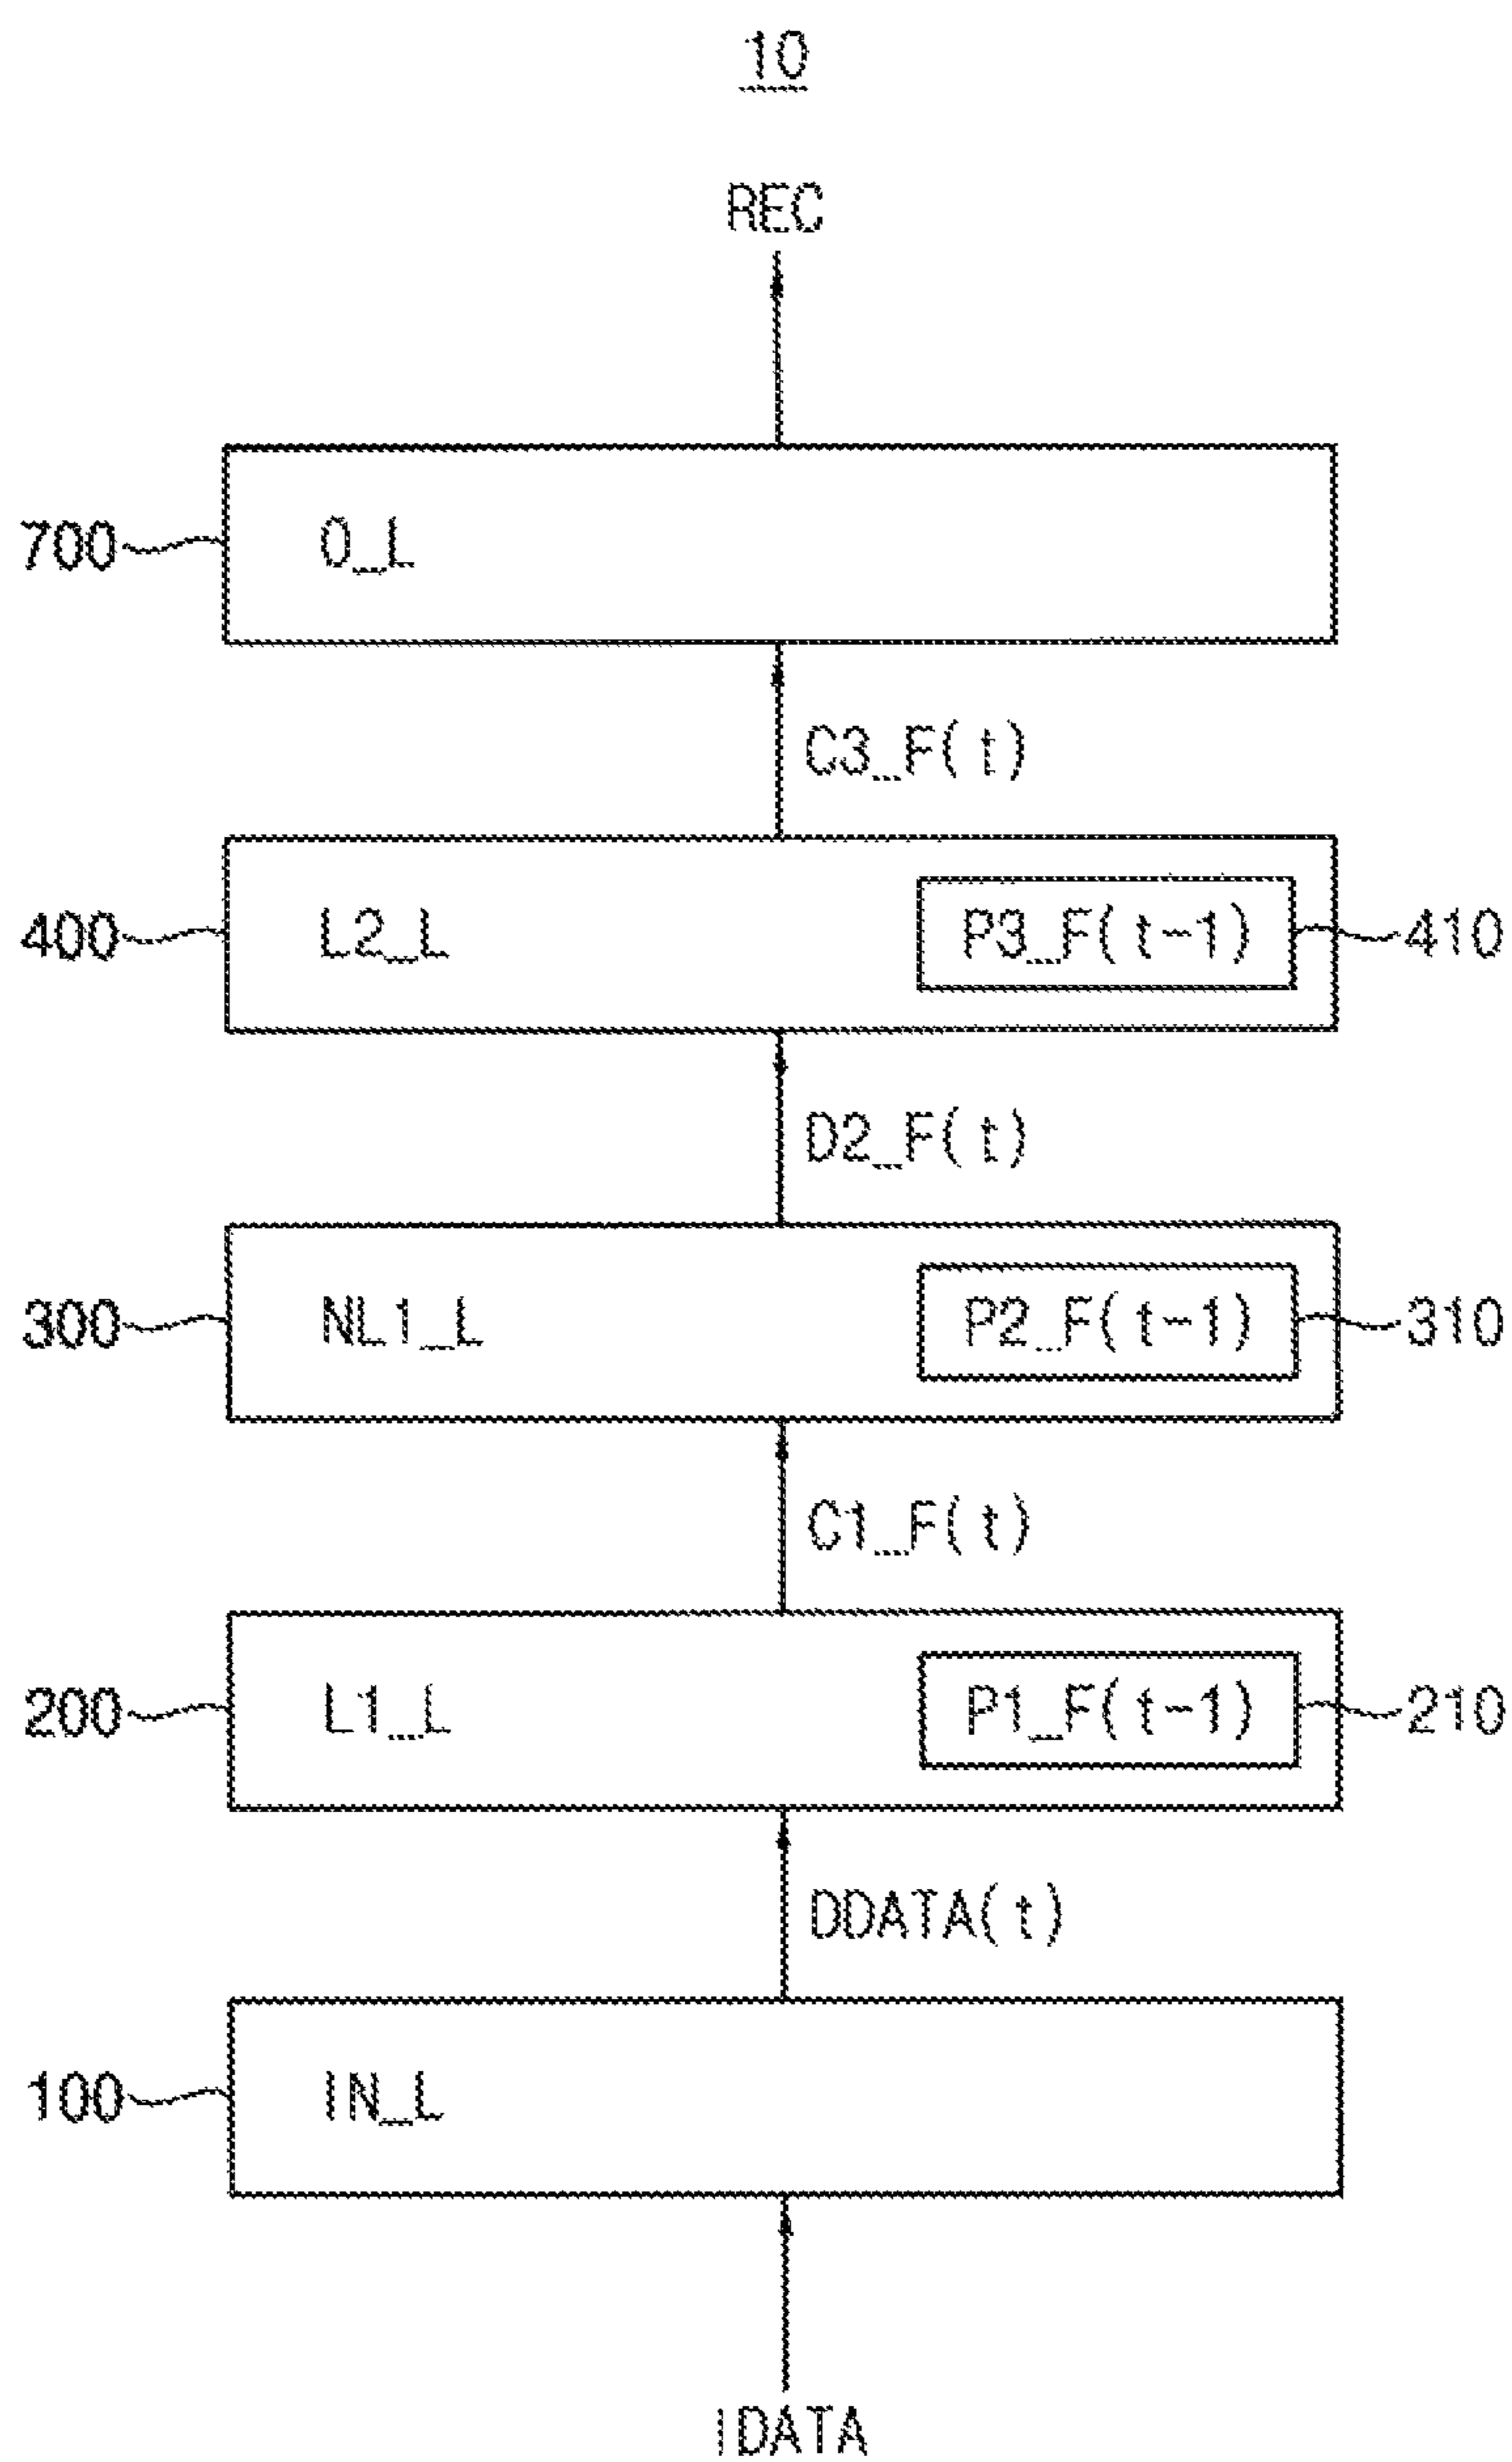 10
REC
700 O_L
C3_F(t)
400 L2_L P3_F(t-1) 410
D2_F(t)
300 NL1_L P2_F(t-1) 310
C1_F(t)
200 L1_L P1_F(t-1) 210
DDATA(t)
100 IN_L
IDATA